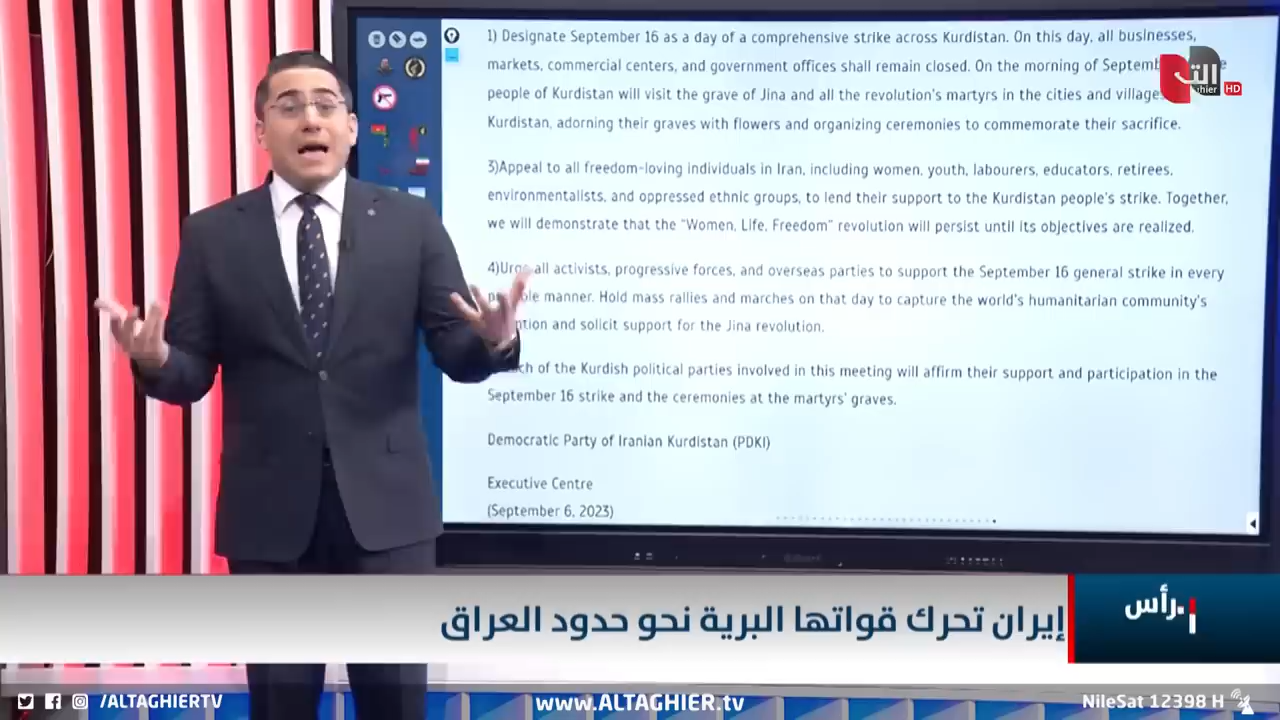 1) Designate September 16 as a day of a comprehensive strike across Kurdistan. On this day, all businesses,
markets, commercial centers, and government offices shall remain closed. On the morning of
people of Kurdistan will visit the grave of Jina and all the revolution's martyrs in the cities and
Kurdistan, adorning their graves with flowers and organizing ceremonies to commemorate their sacrifice.
3)Appeal to all freedom-loving individuals in Iran, including women, youth, labourers, educators, retirees,
environmentalists, and oppressed ethnic groups, to lend their support to the Kurdistan people's strike. Together,
we will demonstrate that the "Women, Life, Freedom" revolution will persist until its objectives are realized.
4)Urge all activists, progressive forces, and overseas parties to support the September 16 general strike in every
manner. Hold mass rallies and marches on that day to capture the world's humanitarian community's
and solicit support for the Jina revolution.
of the Kurdish political parties involved in this meeting will affirm their support and participation in the
September 16 strike and the ceremonies at the martyrs' graves.
Democratic Party of Iranian Kurdistan (PDKI)
Executive Centre
(September 6, 2023)
HD
رأس
إيران تحرك قواتها البرية نحو حدود العراق
/ALTAGHIERTV
www.ALTAGHIER.tv
NileSat 12398 H